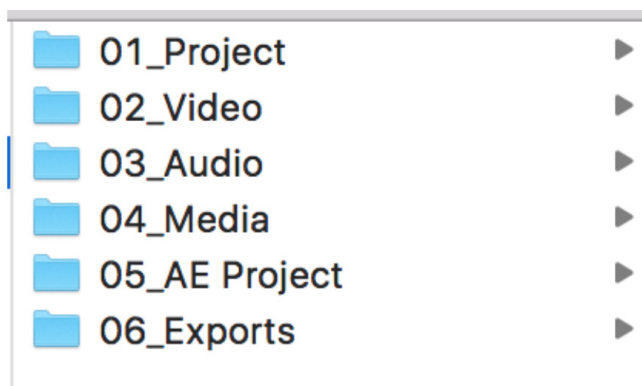 01_Project
02_Video
03_Audio
04_Media
05_AE Project
06_Exports